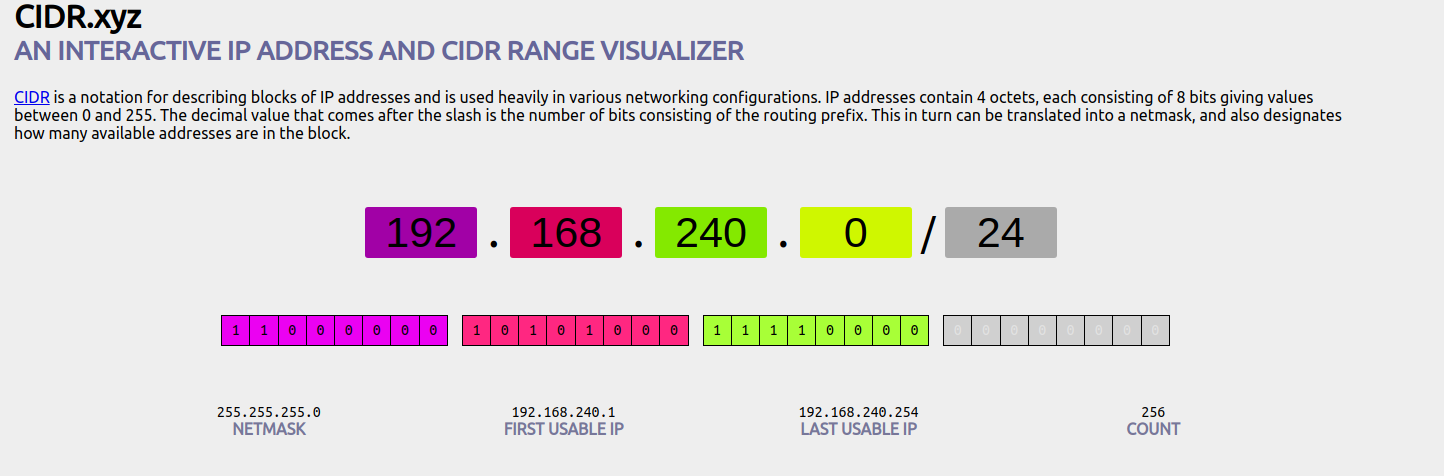 CIDR.xyz
AN INTERACTIVE IP ADDRESS AND CIDR RANGE VISUALIZER
CIDR is a notation for describing blocks of IP addresses and is used heavily in various networking configurations. IP addresses contain 4 octets, each consisting of 8 bits giving values
between 0 and 255. The decimal value that comes after the slash is the number of bits consisting of the routing prefix. This in turn can be translated into a netmask, and also designates
how many available addresses are in the block.
192 . 168 . 240 . 0 / 24
1 1 0 0 0 0 0 0 1 0 1 0 1 0 0 0 1 1 1 1 0 0 0 0 0 0 0 0 0 0 0 0
255.255.255.0 192.168.240.1 192.168.240.254 256
NETMASK FIRST USABLE IP LAST USABLE IP COUNT